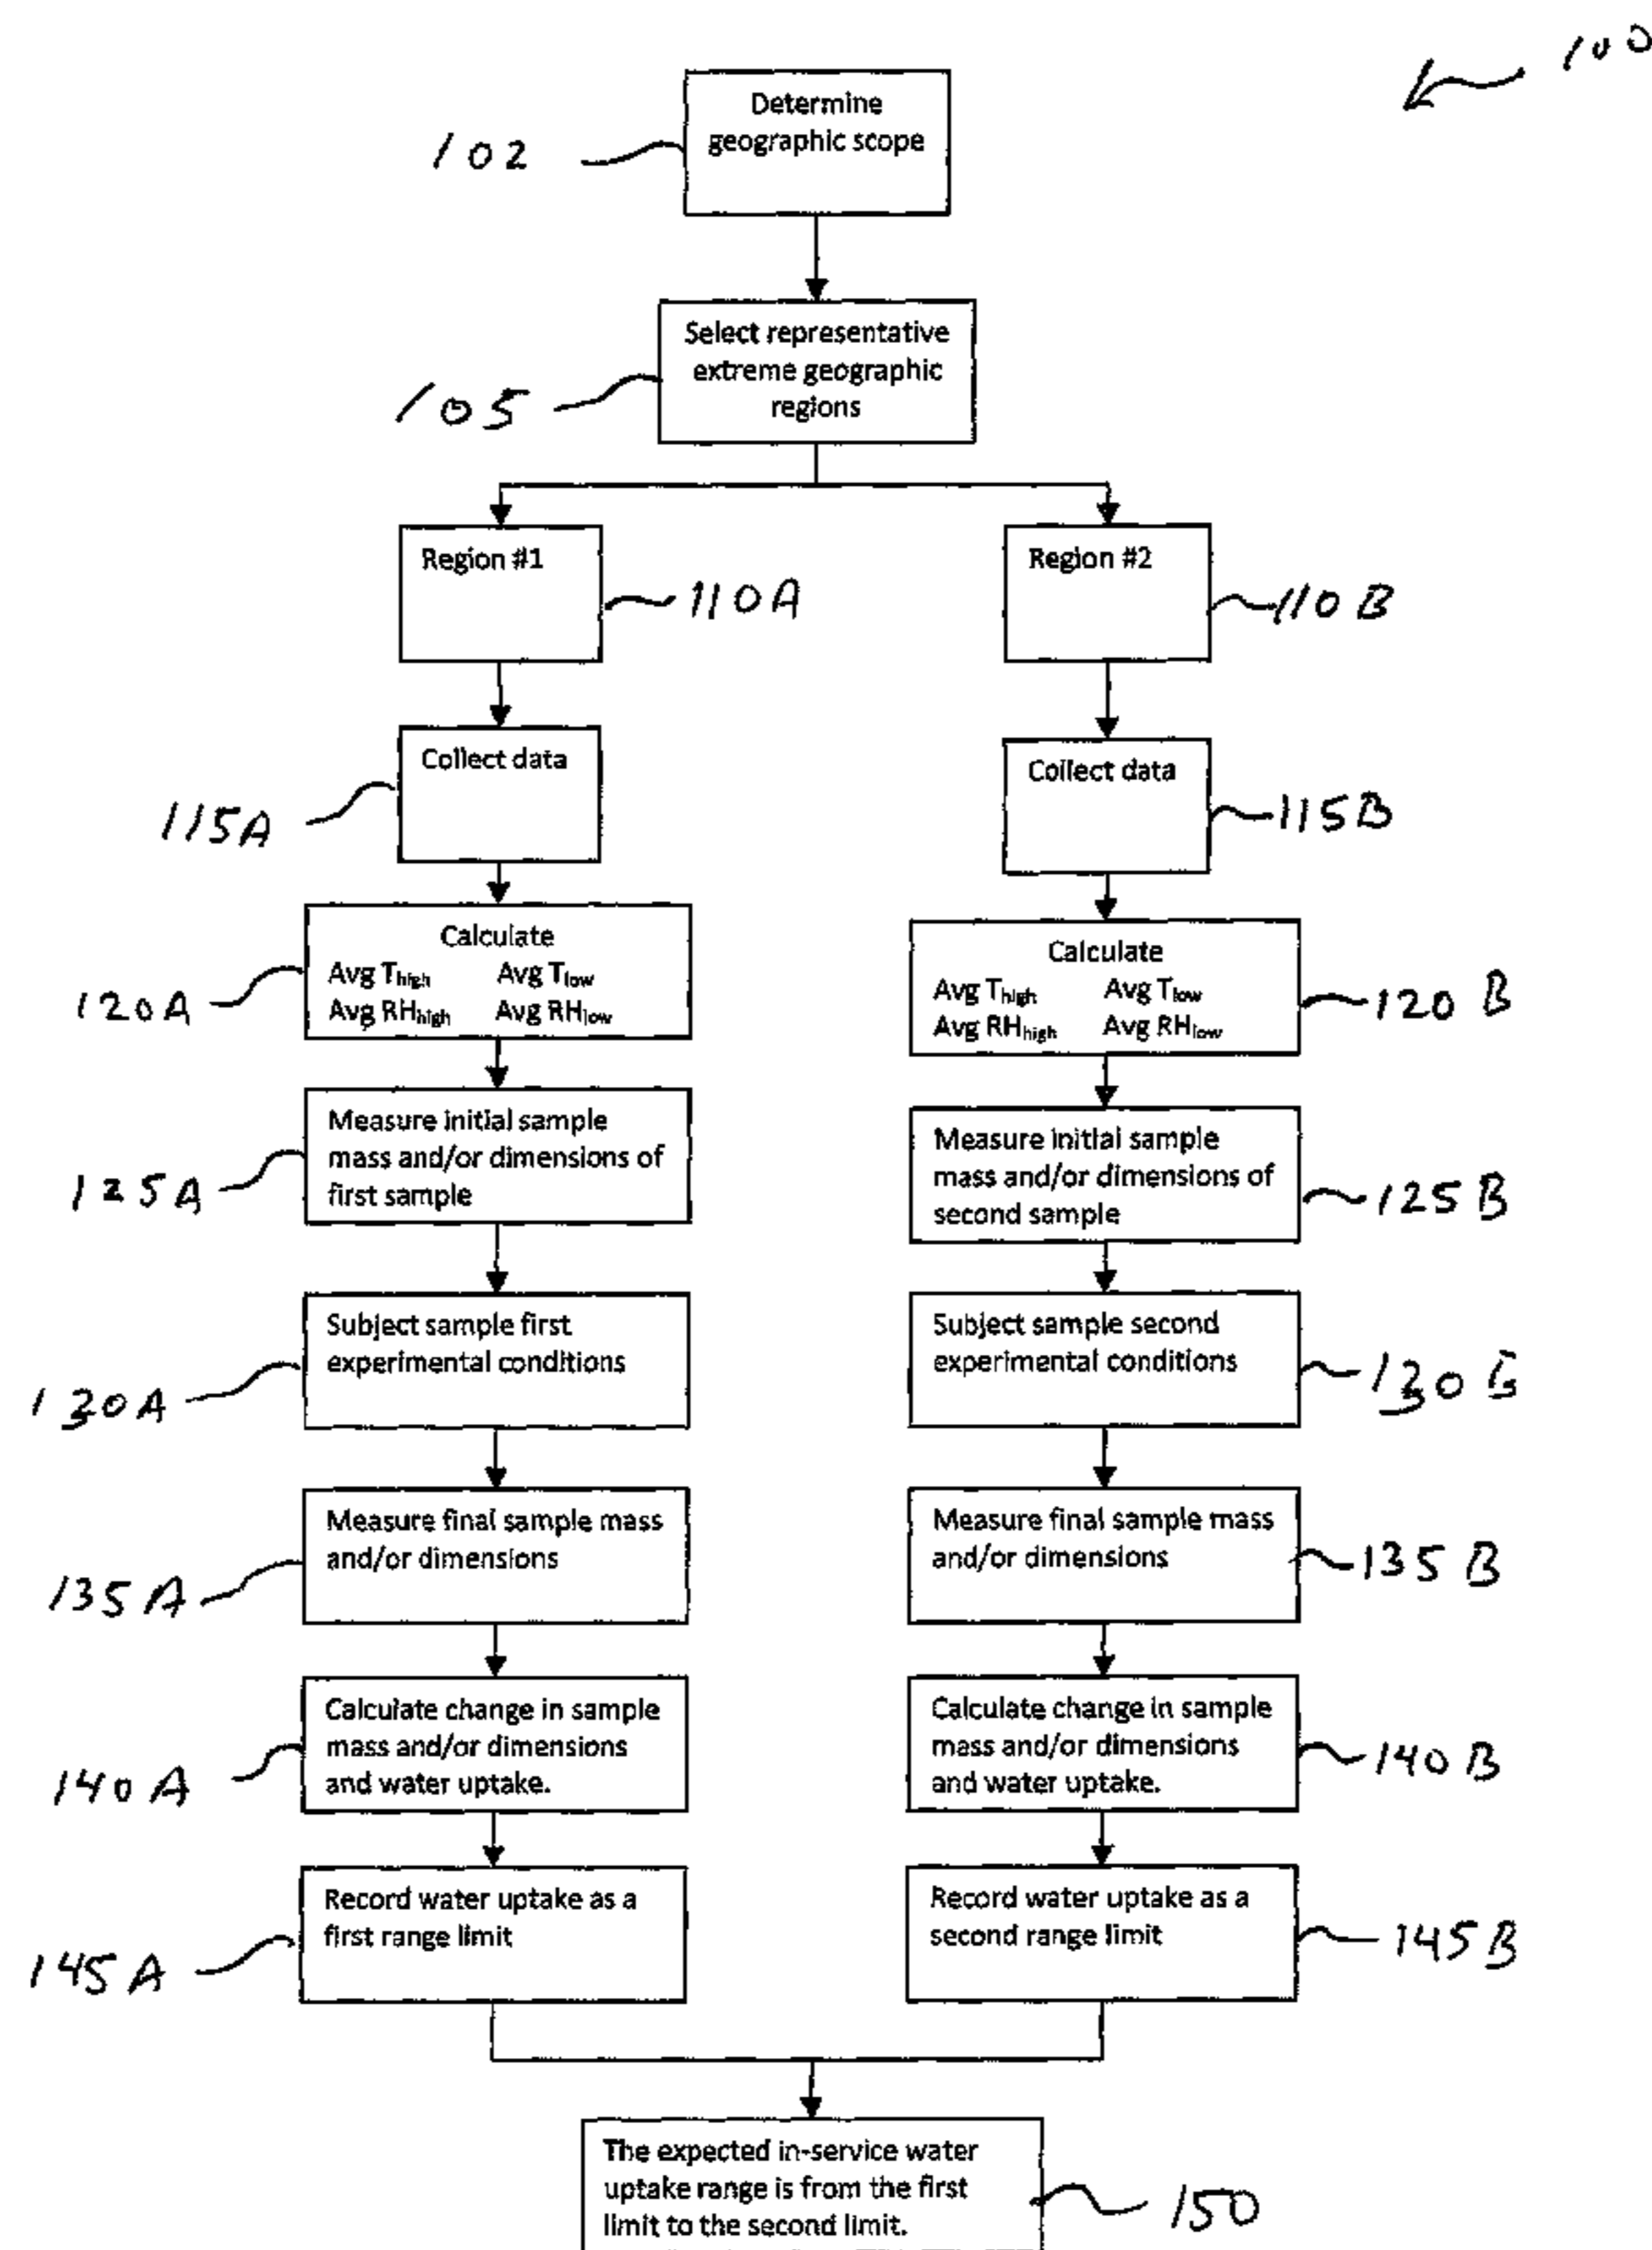 100
Determine
geographic scope
102
Select representative
extreme geographic
regions
105
Region #1
110A
Region #2
110B
Collect data
115A
Collect data
115B
Calculate
Avg Thigh Avg Tlow
Avg RHhigh Avg RHlow
120A
Calculate
Avg Thigh Avg Tlow
Avg RHhigh Avg RHlow
120B
Measure initial sample
mass and/or dimensions of
first sample
125A
Measure initial sample
mass and/or dimensions of
second sample
125B
Subject sample first
experimental conditions
130A
Subject sample second
experimental conditions
130B
Measure final sample mass
and/or dimensions
135A
Measure final sample mass
and/or dimensions
135B
Calculate change in sample
mass and/or dimensions
and water uptake.
140A
Calculate change in sample
mass and/or dimensions
and water uptake.
140B
Record water uptake as a
first range limit
145A
Record water uptake as a
second range limit
145B
The expected in-service water
uptake range is from the first
limit to the second limit.
150